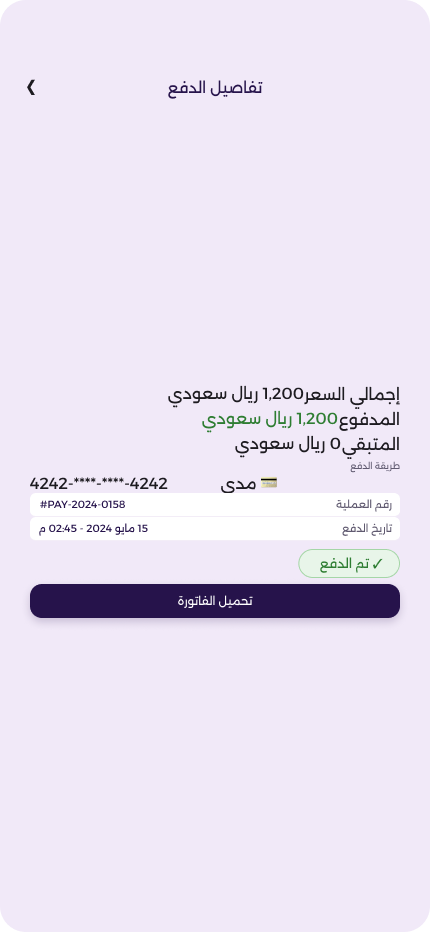 تفاصيل الدفع
إجمالي السعر1,200 ريال سعودي
المدفوع1,200 ريال سعودي
المتبقي0 ريال سعودي
طريقة الدفع
💳 مدى 4242-****-****-4242
رقم العملية #PAY-2024-0158
تاريخ الدفع 15 مايو 2024 - 02:45 م
✓ تم الدفع
تحميل الفاتورة